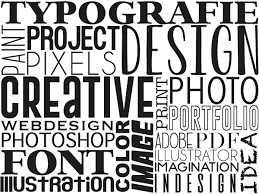 TYPOGRAFIE
PAINT
PROJECT
PIXELS
DESIGN
CREATIVE
PRINT
PHOTO
PORTFOLIO
WEBDESIGN
PHOTOSHOP
COLOR
IMAGE
ADOBE PDF
ILLUSTRATOR
IMAGINATION
INDESIGN
IDEA
FONT
ILLUSTRATION